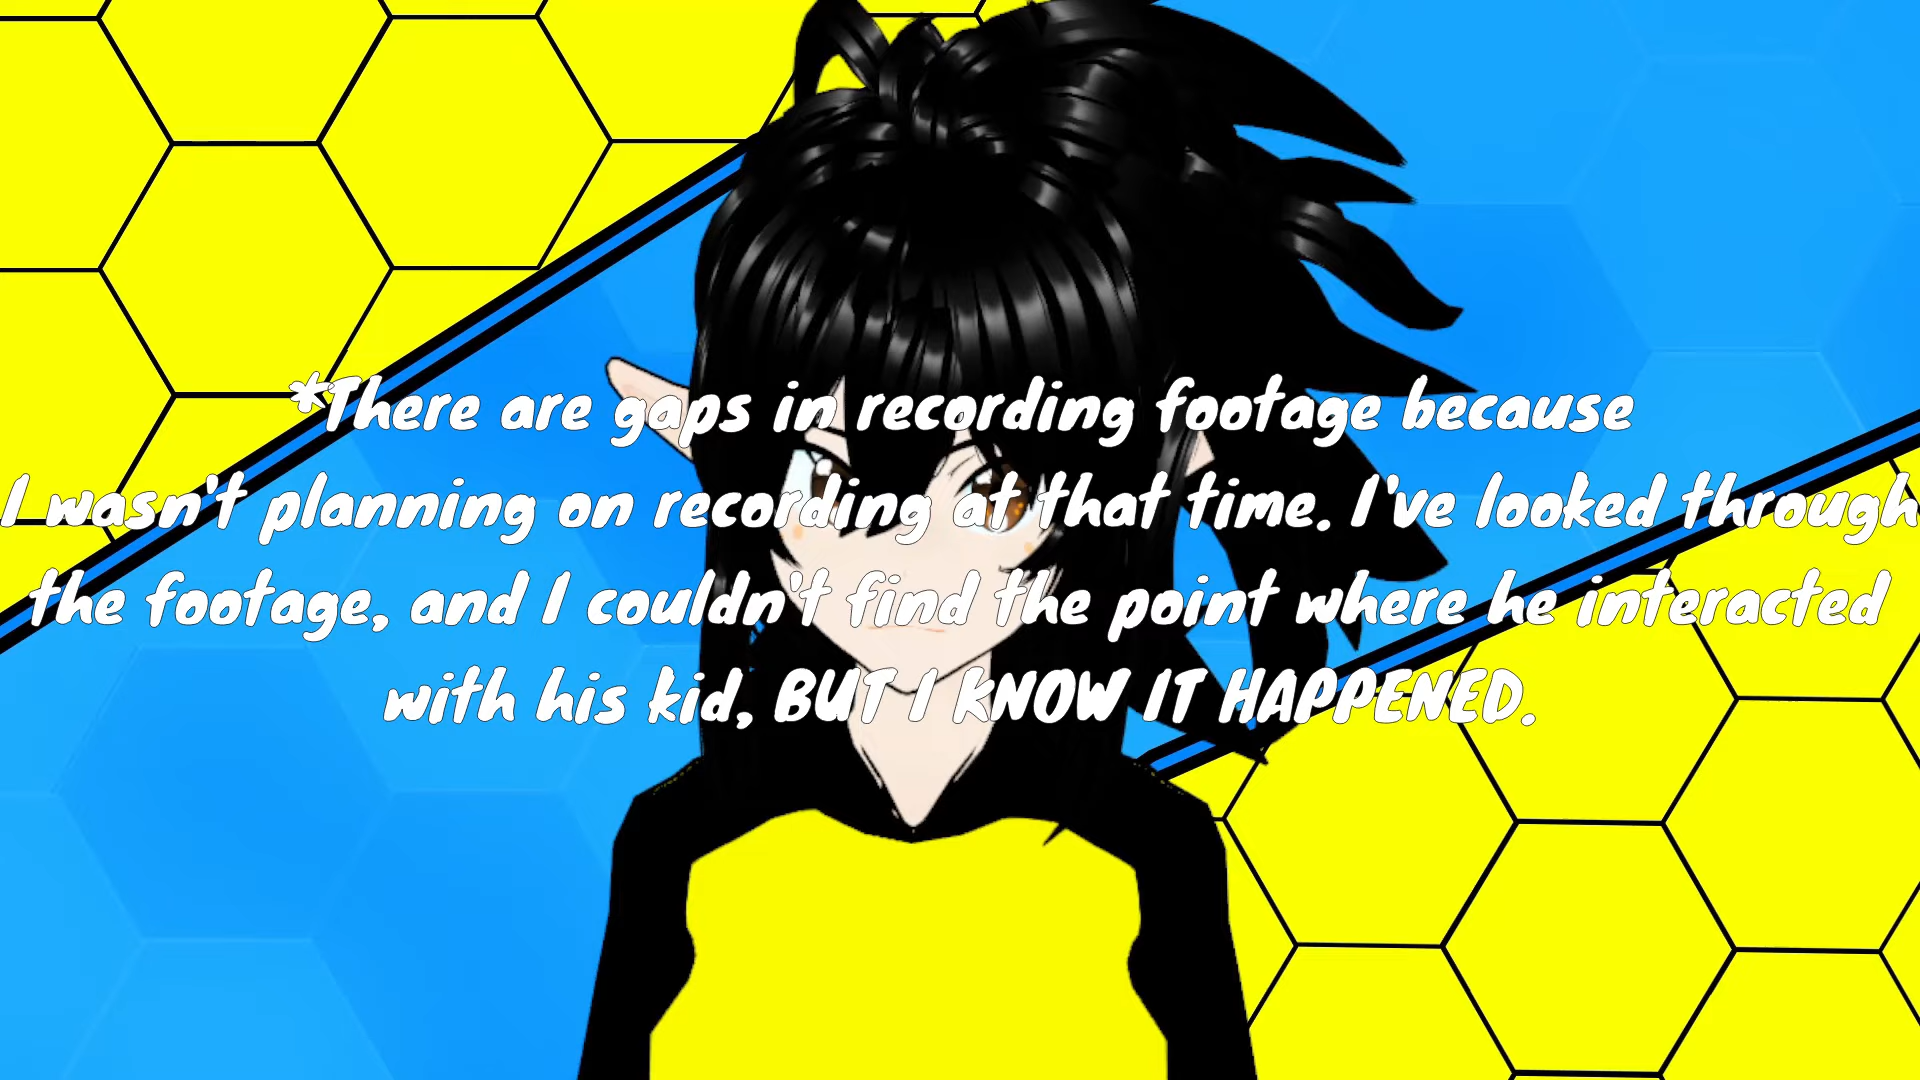 *There are gaps in recording footage because
I wasn't planning on recording at that time. I've looked through
the footage, and I couldn't find the point where he interacted
with his kid, BUT I KNOW IT HAPPENED.